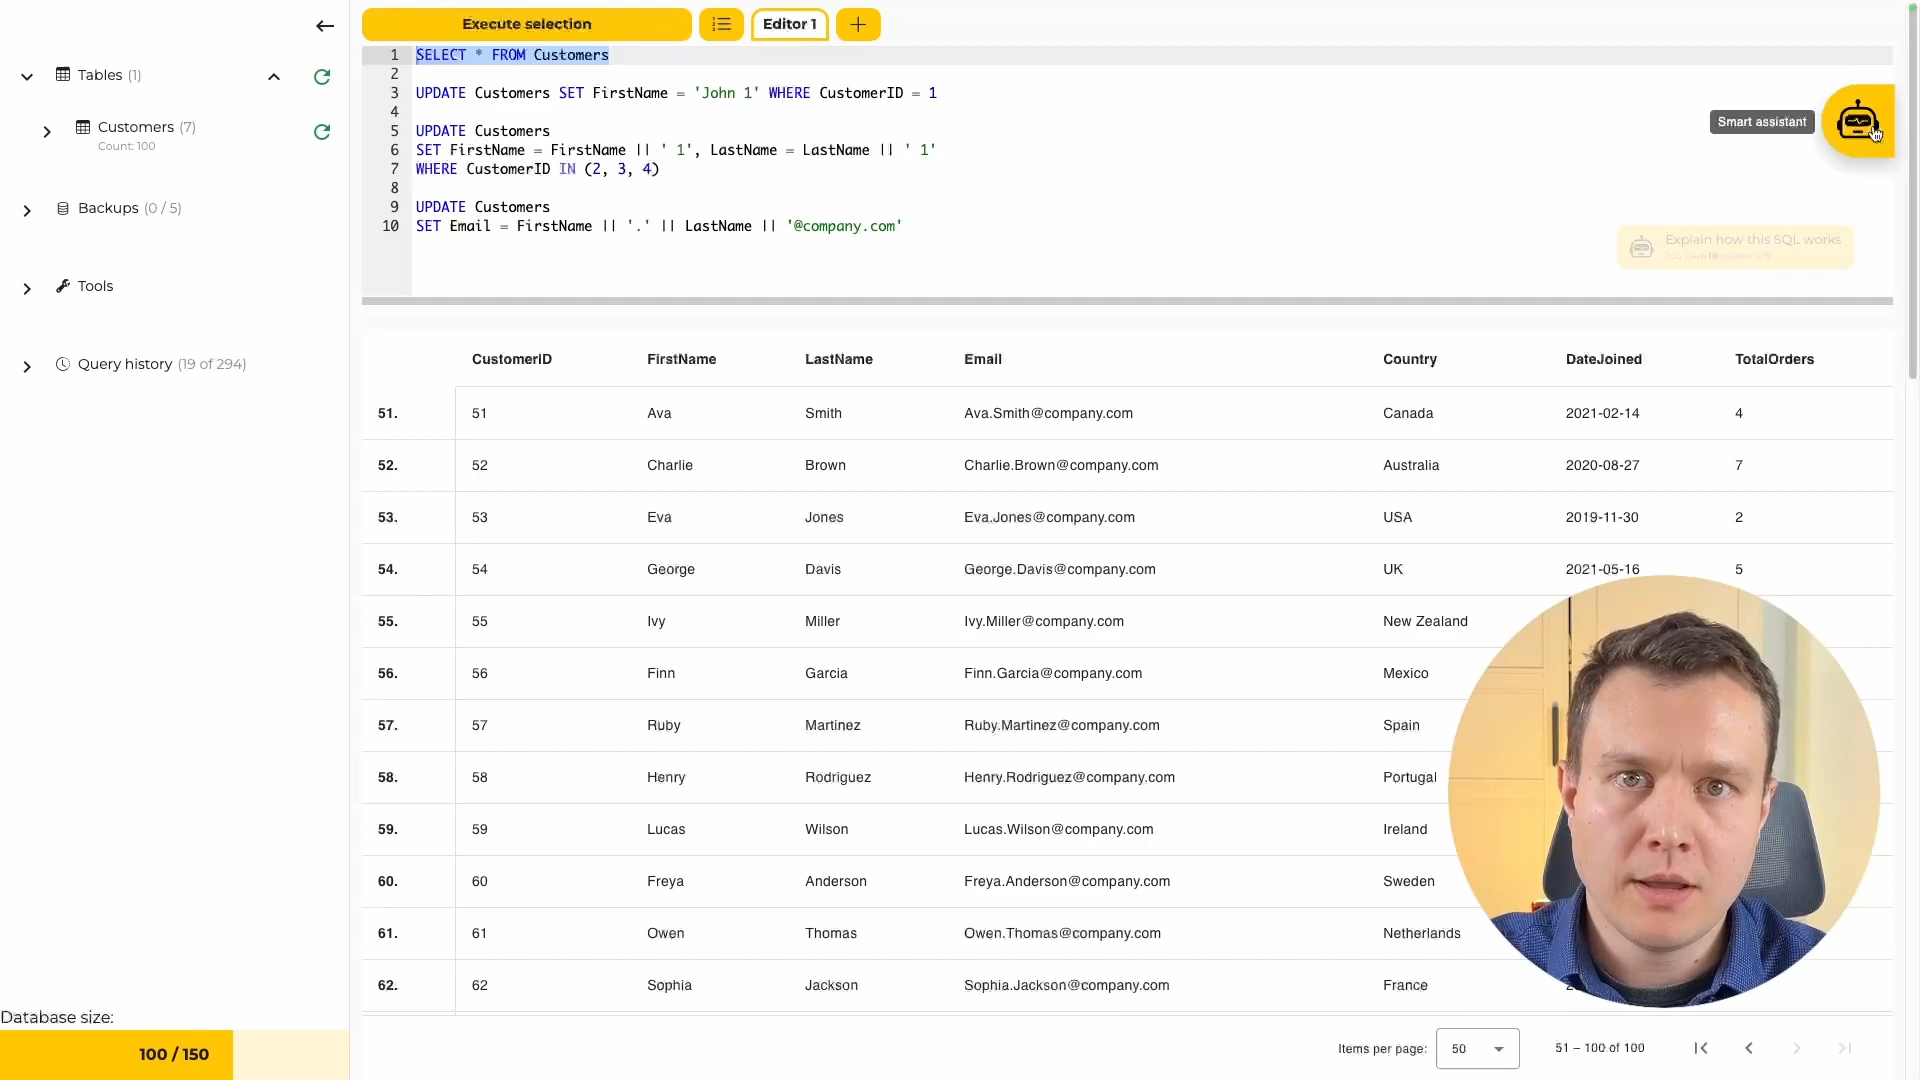 Execute selection
Editor 1
Tables (1)
Customers (7)
Count: 100
Backups (0 / 5)
Tools
Query history (19 of 294)
Database size:
100 / 150
1 SELECT * FROM Customers
2
3 UPDATE Customers SET FirstName = 'John 1' WHERE CustomerID = 1
4
5 UPDATE Customers
6 SET FirstName = FirstName || ' 1', LastName = LastName || ' 1'
7 WHERE CustomerID IN (2, 3, 4)
8
9 UPDATE Customers
10 SET Email = FirstName || '.' || LastName || '@company.com'
Smart assistant
Explain how this SQL works
CustomerID FirstName LastName Email Country DateJoined TotalOrders
51. 51 Ava Smith Ava.Smith@company.com Canada 2021-02-14 4
52. 52 Charlie Brown Charlie.Brown@company.com Australia 2020-08-27 7
53. 53 Eva Jones Eva.Jones@company.com USA 2019-11-30 2
54. 54 George Davis George.Davis@company.com UK 2021-05-16 5
55. 55 Ivy Miller Ivy.Miller@company.com New Zealand
56. 56 Finn Garcia Finn.Garcia@company.com Mexico
57. 57 Ruby Martinez Ruby.Martinez@company.com Spain
58. 58 Henry Rodriguez Henry.Rodriguez@company.com Portugal
59. 59 Lucas Wilson Lucas.Wilson@company.com Ireland
60. 60 Freya Anderson Freya.Anderson@company.com Sweden
61. 61 Owen Thomas Owen.Thomas@company.com Netherlands
62. 62 Sophia Jackson Sophia.Jackson@company.com France
Items per page: 50 51 – 100 of 100